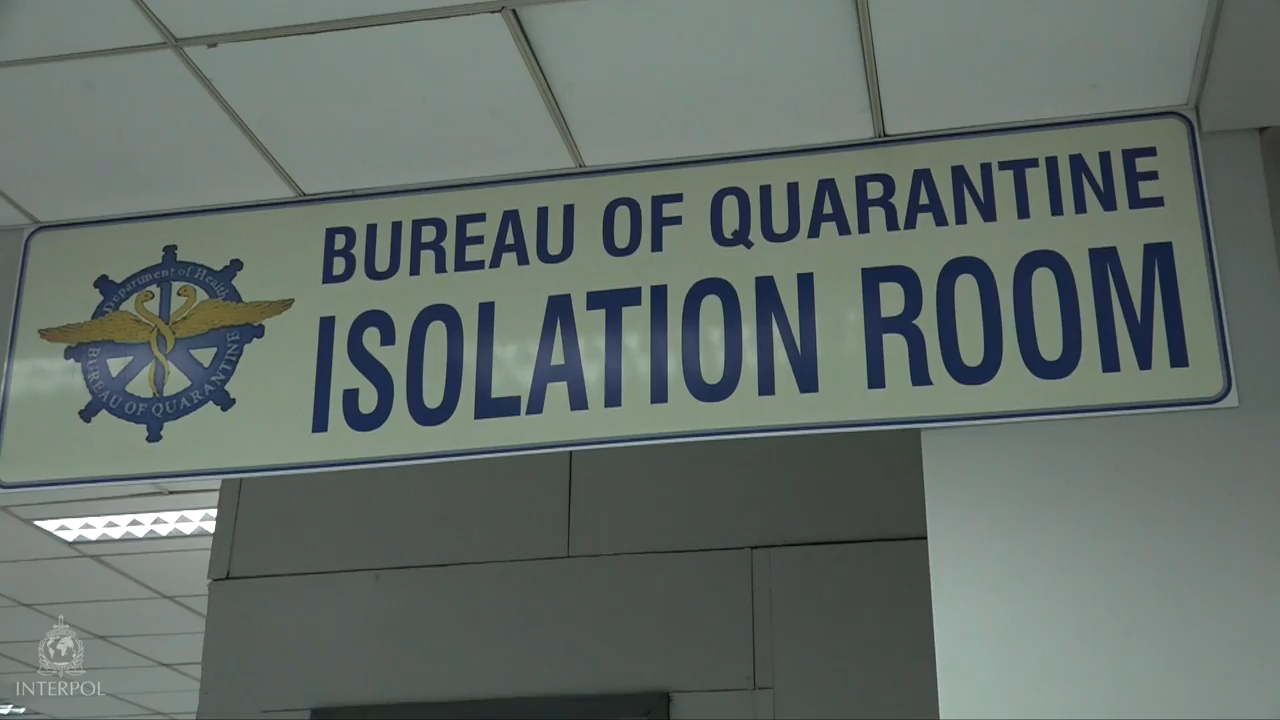 BUREAU OF QUARANTINE
ISOLATION ROOM
Department of Health
BUREAU OF QUARANTINE
INTERPOL